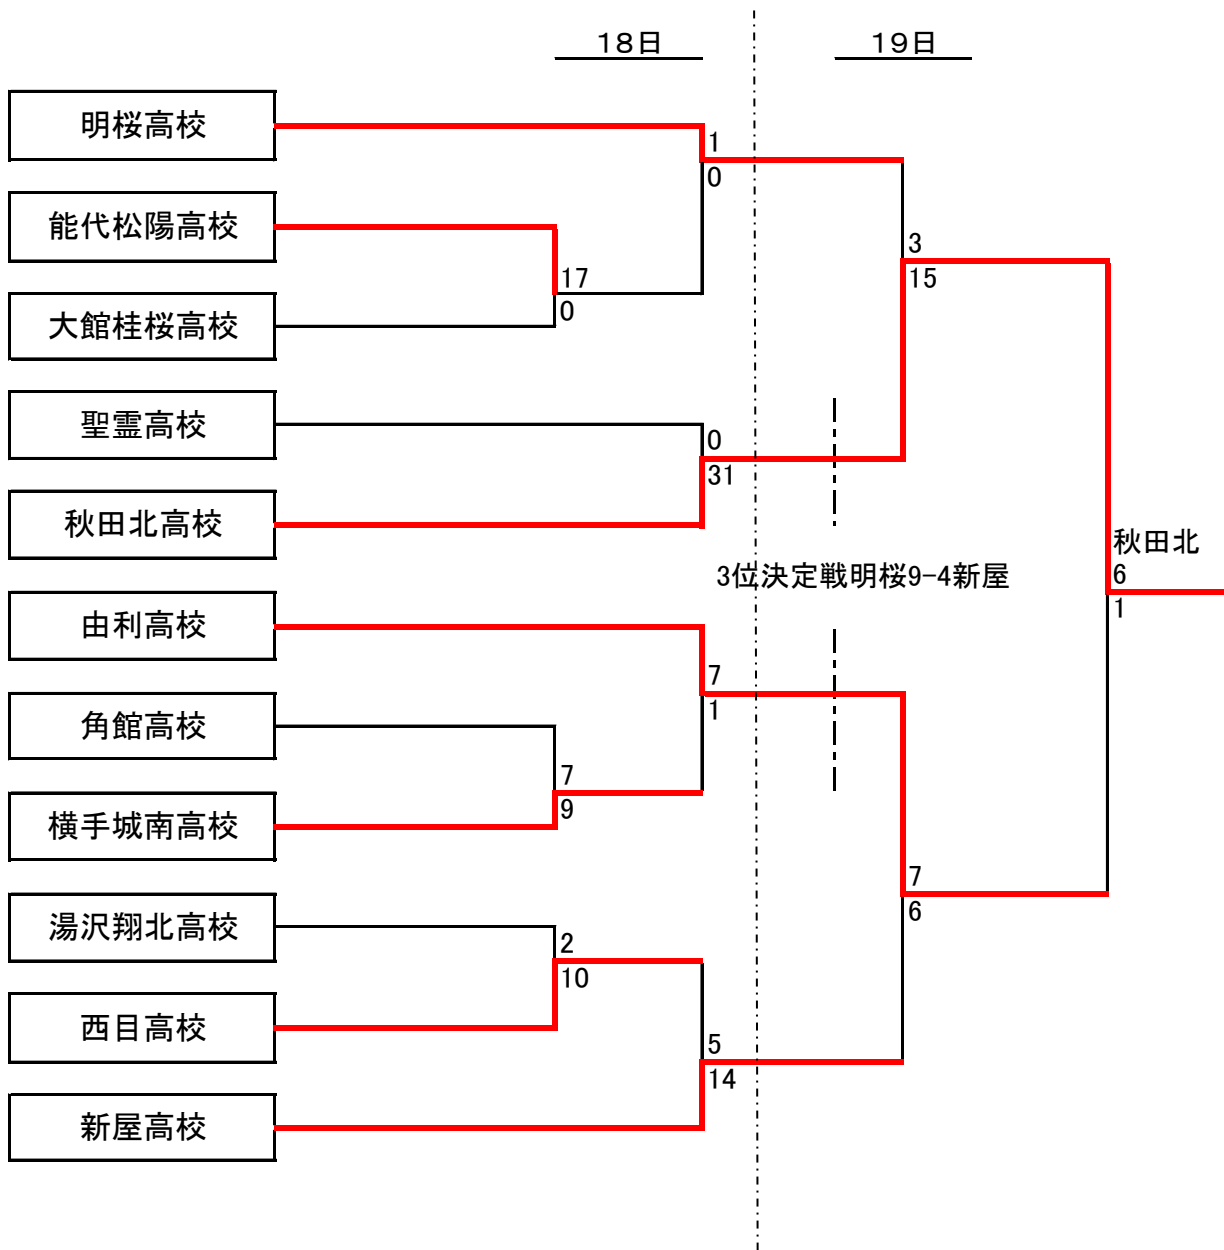 18日
19日
明桜高校
1
0
能代松陽高校
3
15
17
0
大館桂桜高校
聖霊高校
0
31
秋田北高校
秋田北
3位決定戦明桜9-4新屋
6
1
由利高校
7
1
角館高校
7
9
横手城南高校
7
6
湯沢翔北高校
2
10
西目高校
5
14
新屋高校